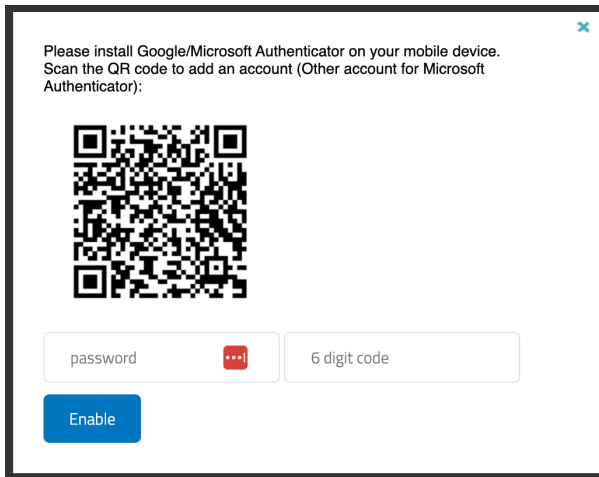 Please install Google/Microsoft Authenticator on your mobile device.
Scan the QR code to add an account (Other account for Microsoft
Authenticator):
password
6 digit code
Enable